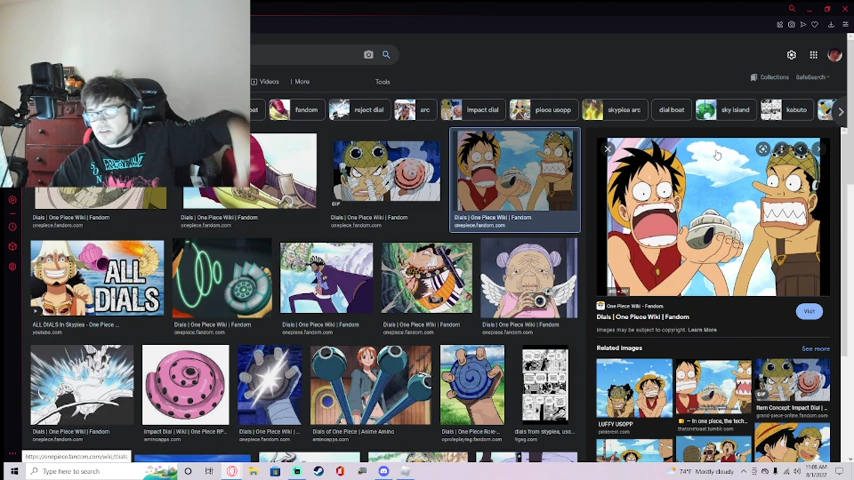 Videos
More
Tools
Collections
SafeSearch
fandom
reject dial
arc
impact dial
piece usopp
skypiea arc
dial boat
sky island
kabuto
GIF
Dials | One Piece Wiki | Fandom
onepiece.fandom.com
Dials | One Piece Wiki | Fandom
onepiece.fandom.com
Dials | One Piece Wiki | Fandom
onepiece.fandom.com
Dials | One Piece Wiki | Fandom
onepiece.fandom.com
One Piece Wiki - Fandom
Dials | One Piece Wiki | Fandom
Visit
Images may be subject to copyright. Learn More
ALL
DIALS
ALL DIALS in Skypiea - One Piece ...
youtube.com
Dials | One Piece Wiki | Fandom
onepiece.fandom.com
Dials | One Piece Wiki | Fandom
onepiece.fandom.com
Dials | One Piece Wiki | Fandom
onepiece.fandom.com
Dials | One Piece Wiki | Fandom
onepiece.fandom.com
Related images
See more
LUFFY USOPP
pinterest.com
In one piece, the tech...
thetoontrooper.tumblr.com
GIF
Item Concept: Impact Dial | ...
grand-piece-online.fandom.com
Dials | One Piece Wiki | Fandom
onepiece.fandom.com
Impact Dial | Wiki | One Piece RP...
aminoapps.com
Dials | One Piece Wiki | Fandom
onepiece.fandom.com
Dials of One Piece | Anime Amino
aminoapps.com
Dials | One Piece Role-...
oproleplaying.fandom.com
dials from skypiea, uso...
9gag.com
https://onepiece.fandom.com/wiki/Dials
Type here to search
74°F Mostly cloudy
11:08 AM
8/1/2022